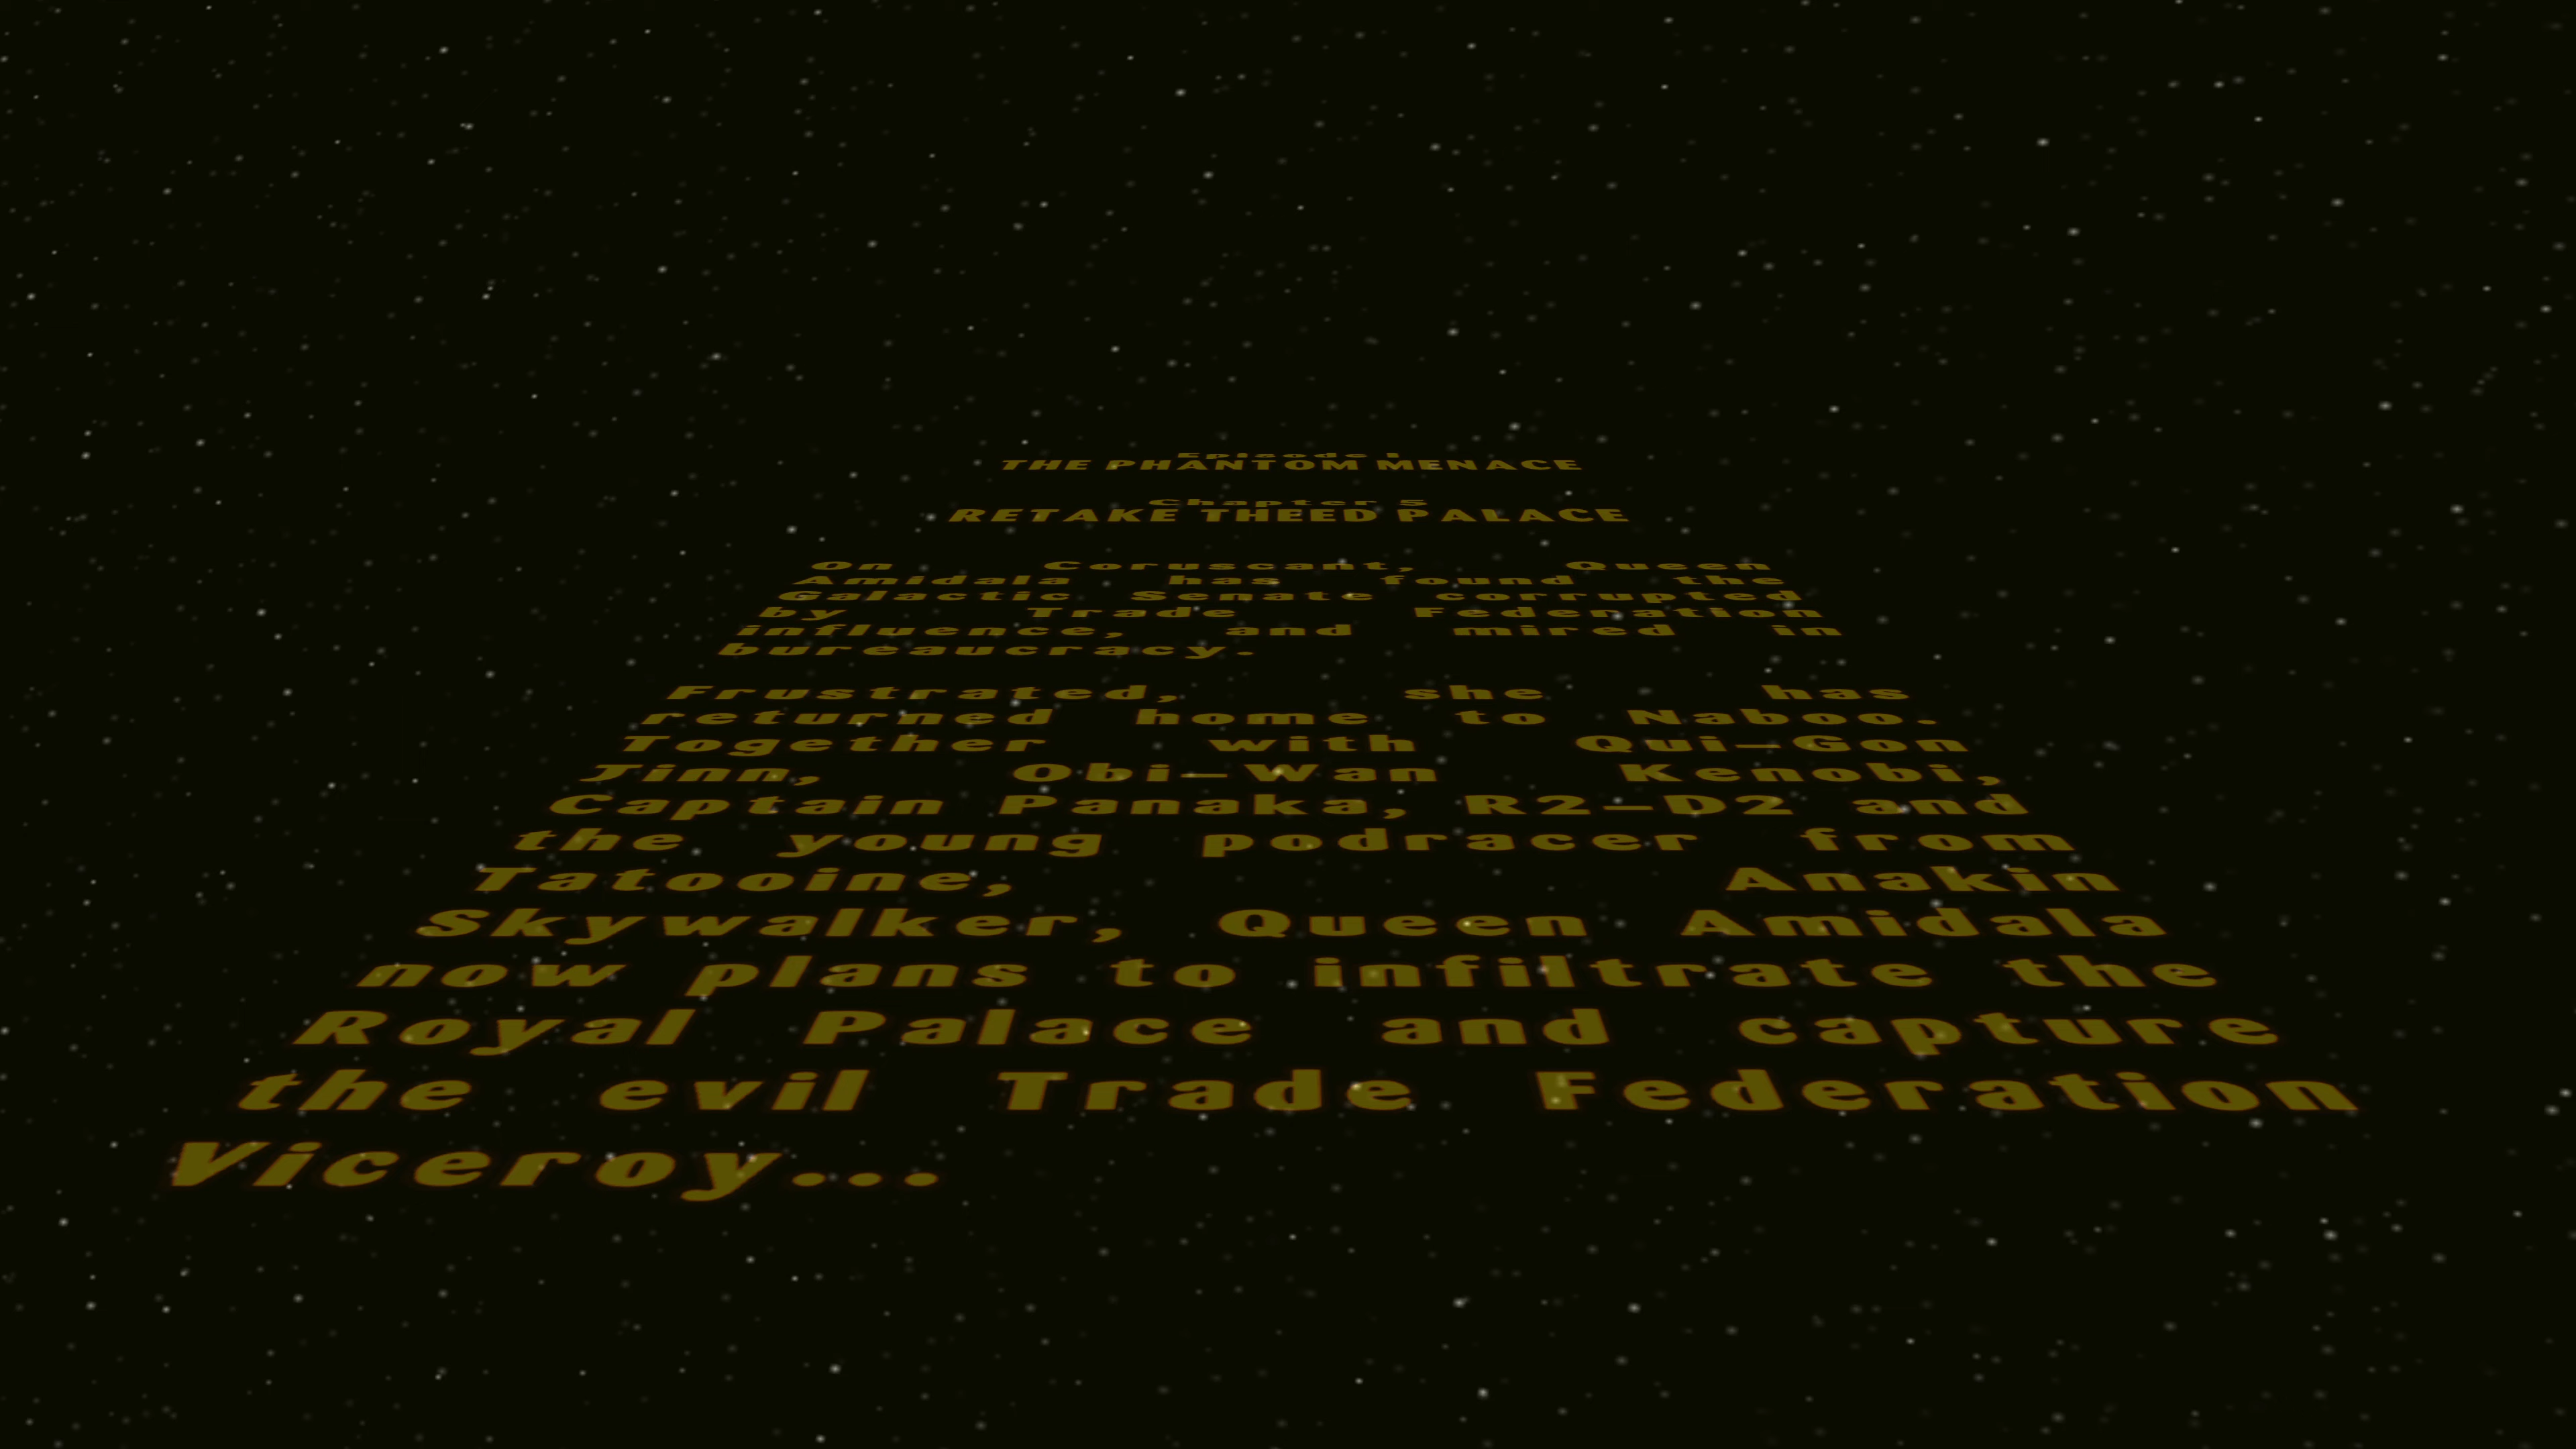 Episode I
THE PHANTOM MENACE
Chapter 5
RETAKE THEED PALACE
On Coruscant, Queen
Amidala has found the
Galactic Senate corrupted
by Trade Federation
influence, and mired in
bureaucracy.
Frustrated, she has
returned home to Naboo.
Together with Qui-Gon
Jinn, Obi-Wan Kenobi,
Captain Panaka, R2-D2 and
the young podracer from
Tatooine, Anakin
Skywalker, Queen Amidala
now plans to infiltrate the
Royal Palace and capture
the evil Trade Federation
Viceroy...